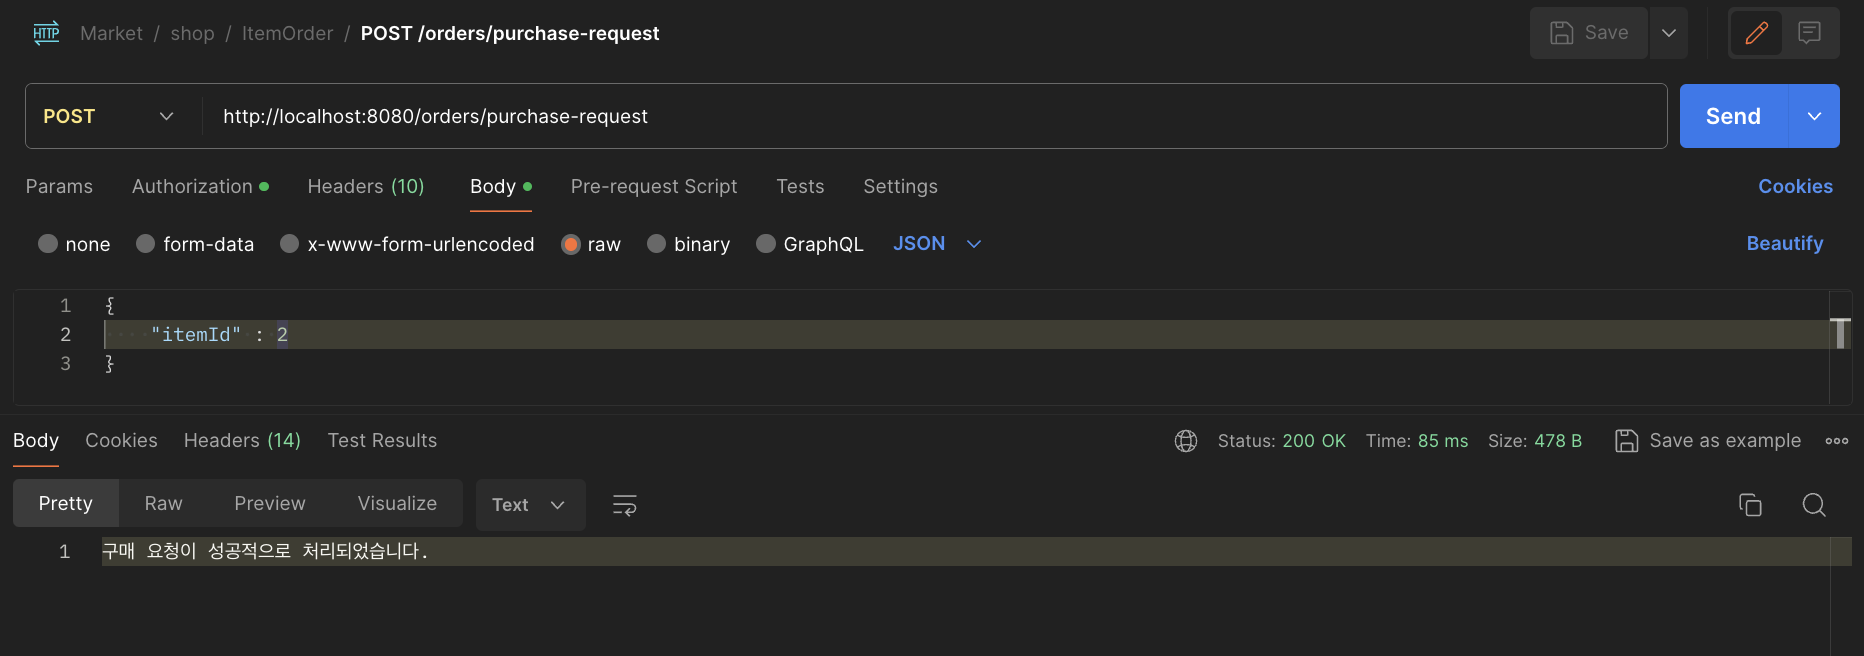 HTTP Market / shop / ItemOrder / POST /orders/purchase-request Save
POST http://localhost:8080/orders/purchase-request Send
Params Authorization Headers (10) Body Pre-request Script Tests Settings Cookies
none form-data x-www-form-urlencoded raw binary GraphQL JSON Beautify
1 {
2 "itemId" : 2
3 }
Body Cookies Headers (14) Test Results Status: 200 OK Time: 85 ms Size: 478 B Save as example
Pretty Raw Preview Visualize Text
1 구매 요청이 성공적으로 처리되었습니다.